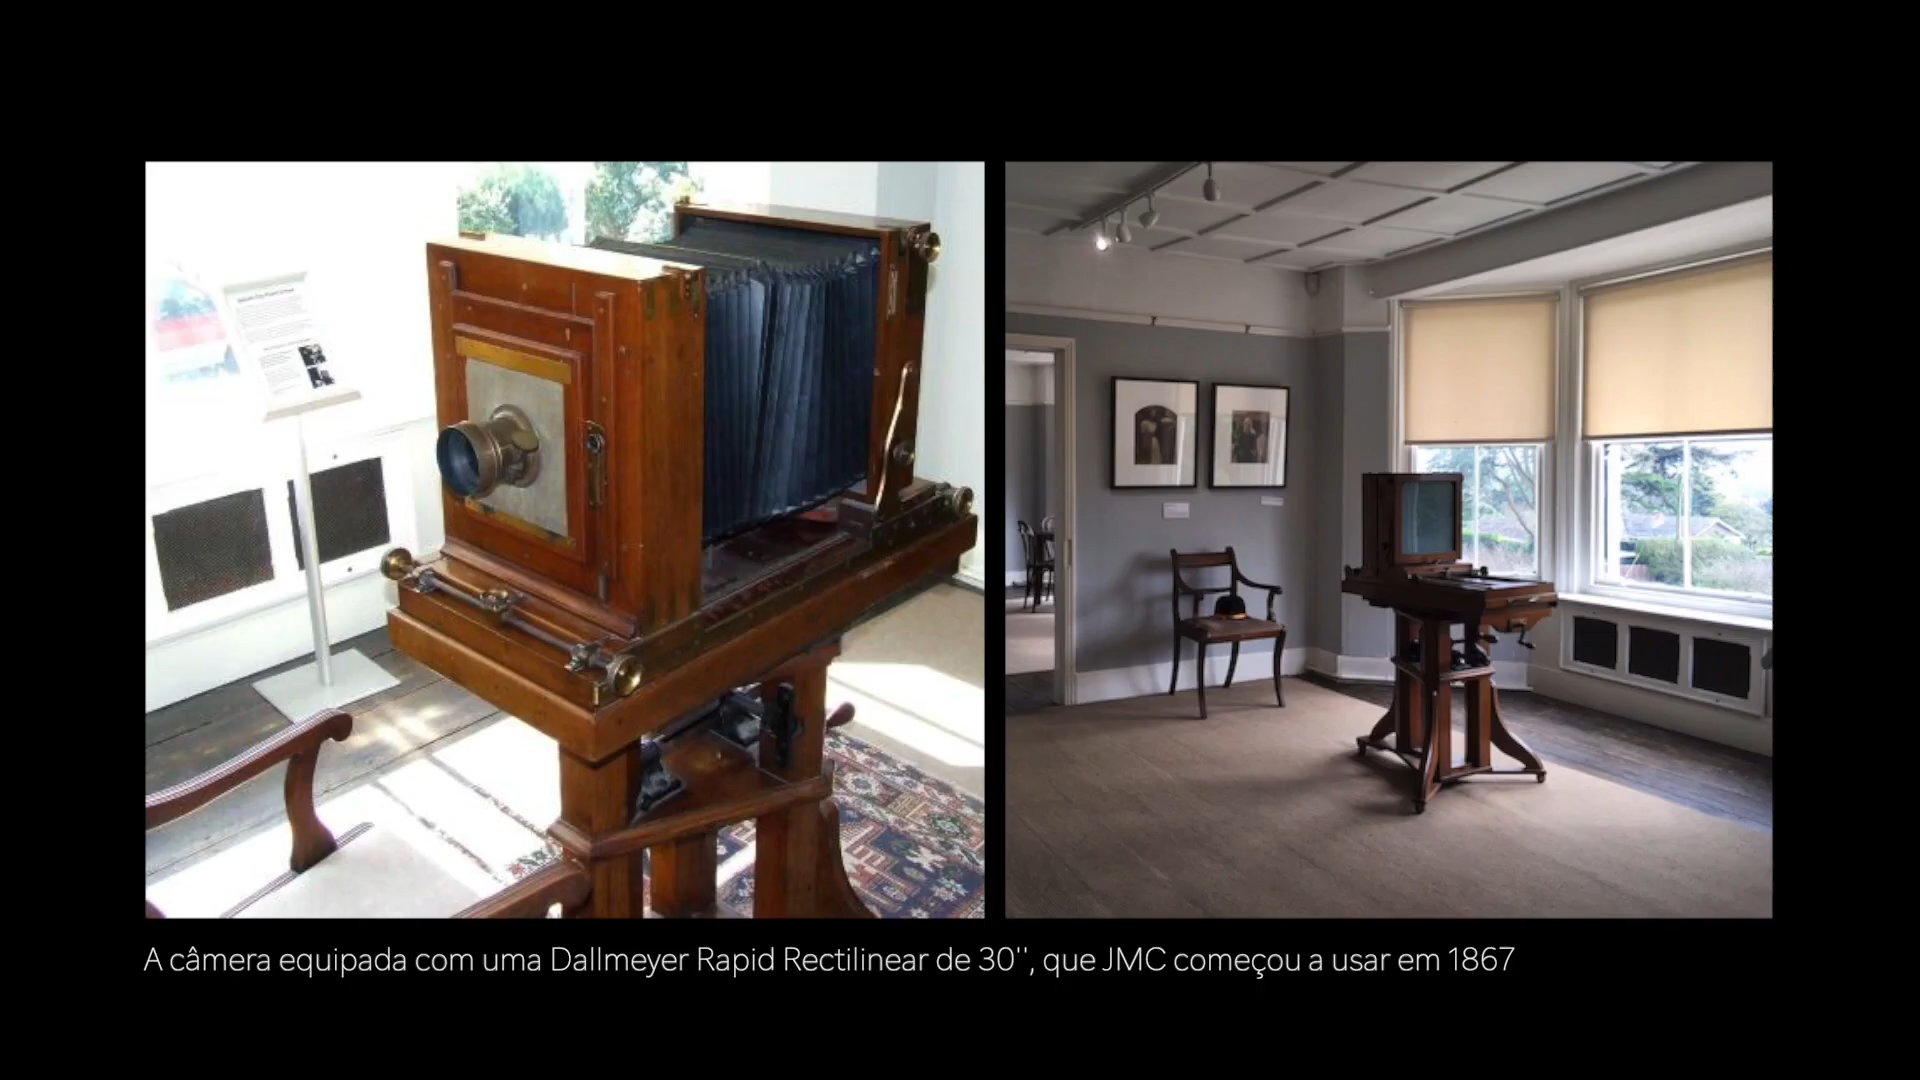 A câmera equipada com uma Dallmeyer Rapid Rectilinear de 30'', que JMC começou a usar em 1867